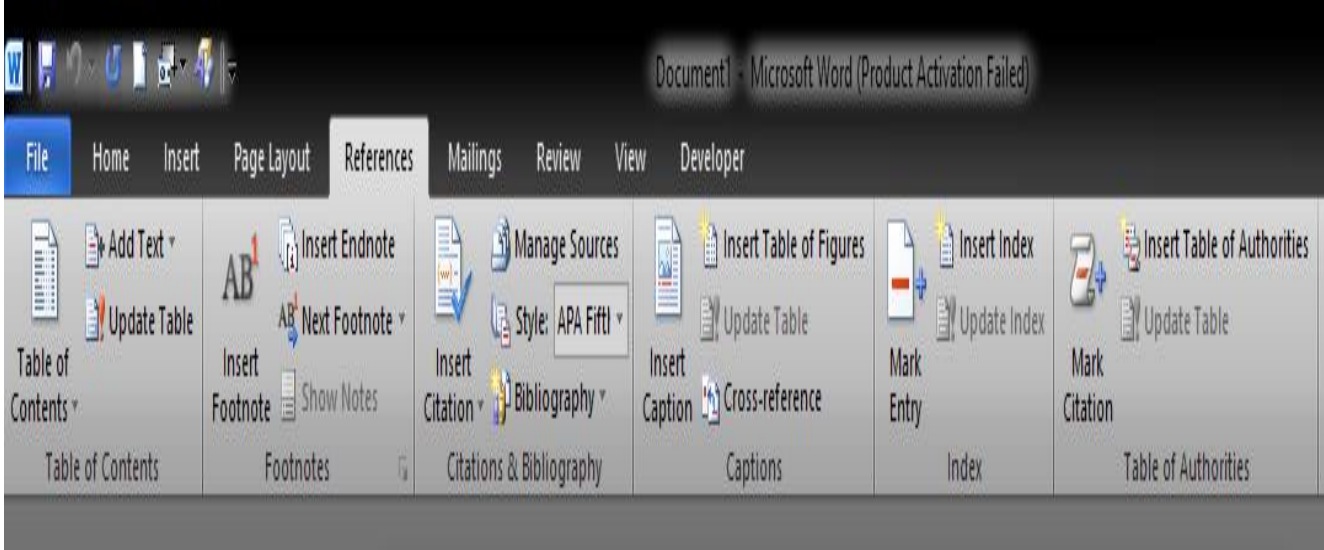 Document1 - Microsoft Word (Product Activation Failed)
File Home Insert Page Layout References Mailings Review View Developer
Table of Contents
Add Text
Update Table
Table of Contents
AB1
Insert Footnote
Insert Endnote
AB1 Next Footnote
Show Notes
Footnotes
Insert Citation
Manage Sources
Style: APA Fiftl
Bibliography
Citations & Bibliography
Insert Caption
Insert Table of Figures
Update Table
Cross-reference
Captions
Mark Entry
Insert Index
Update Index
Index
Mark Citation
Insert Table of Authorities
Update Table
Table of Authorities